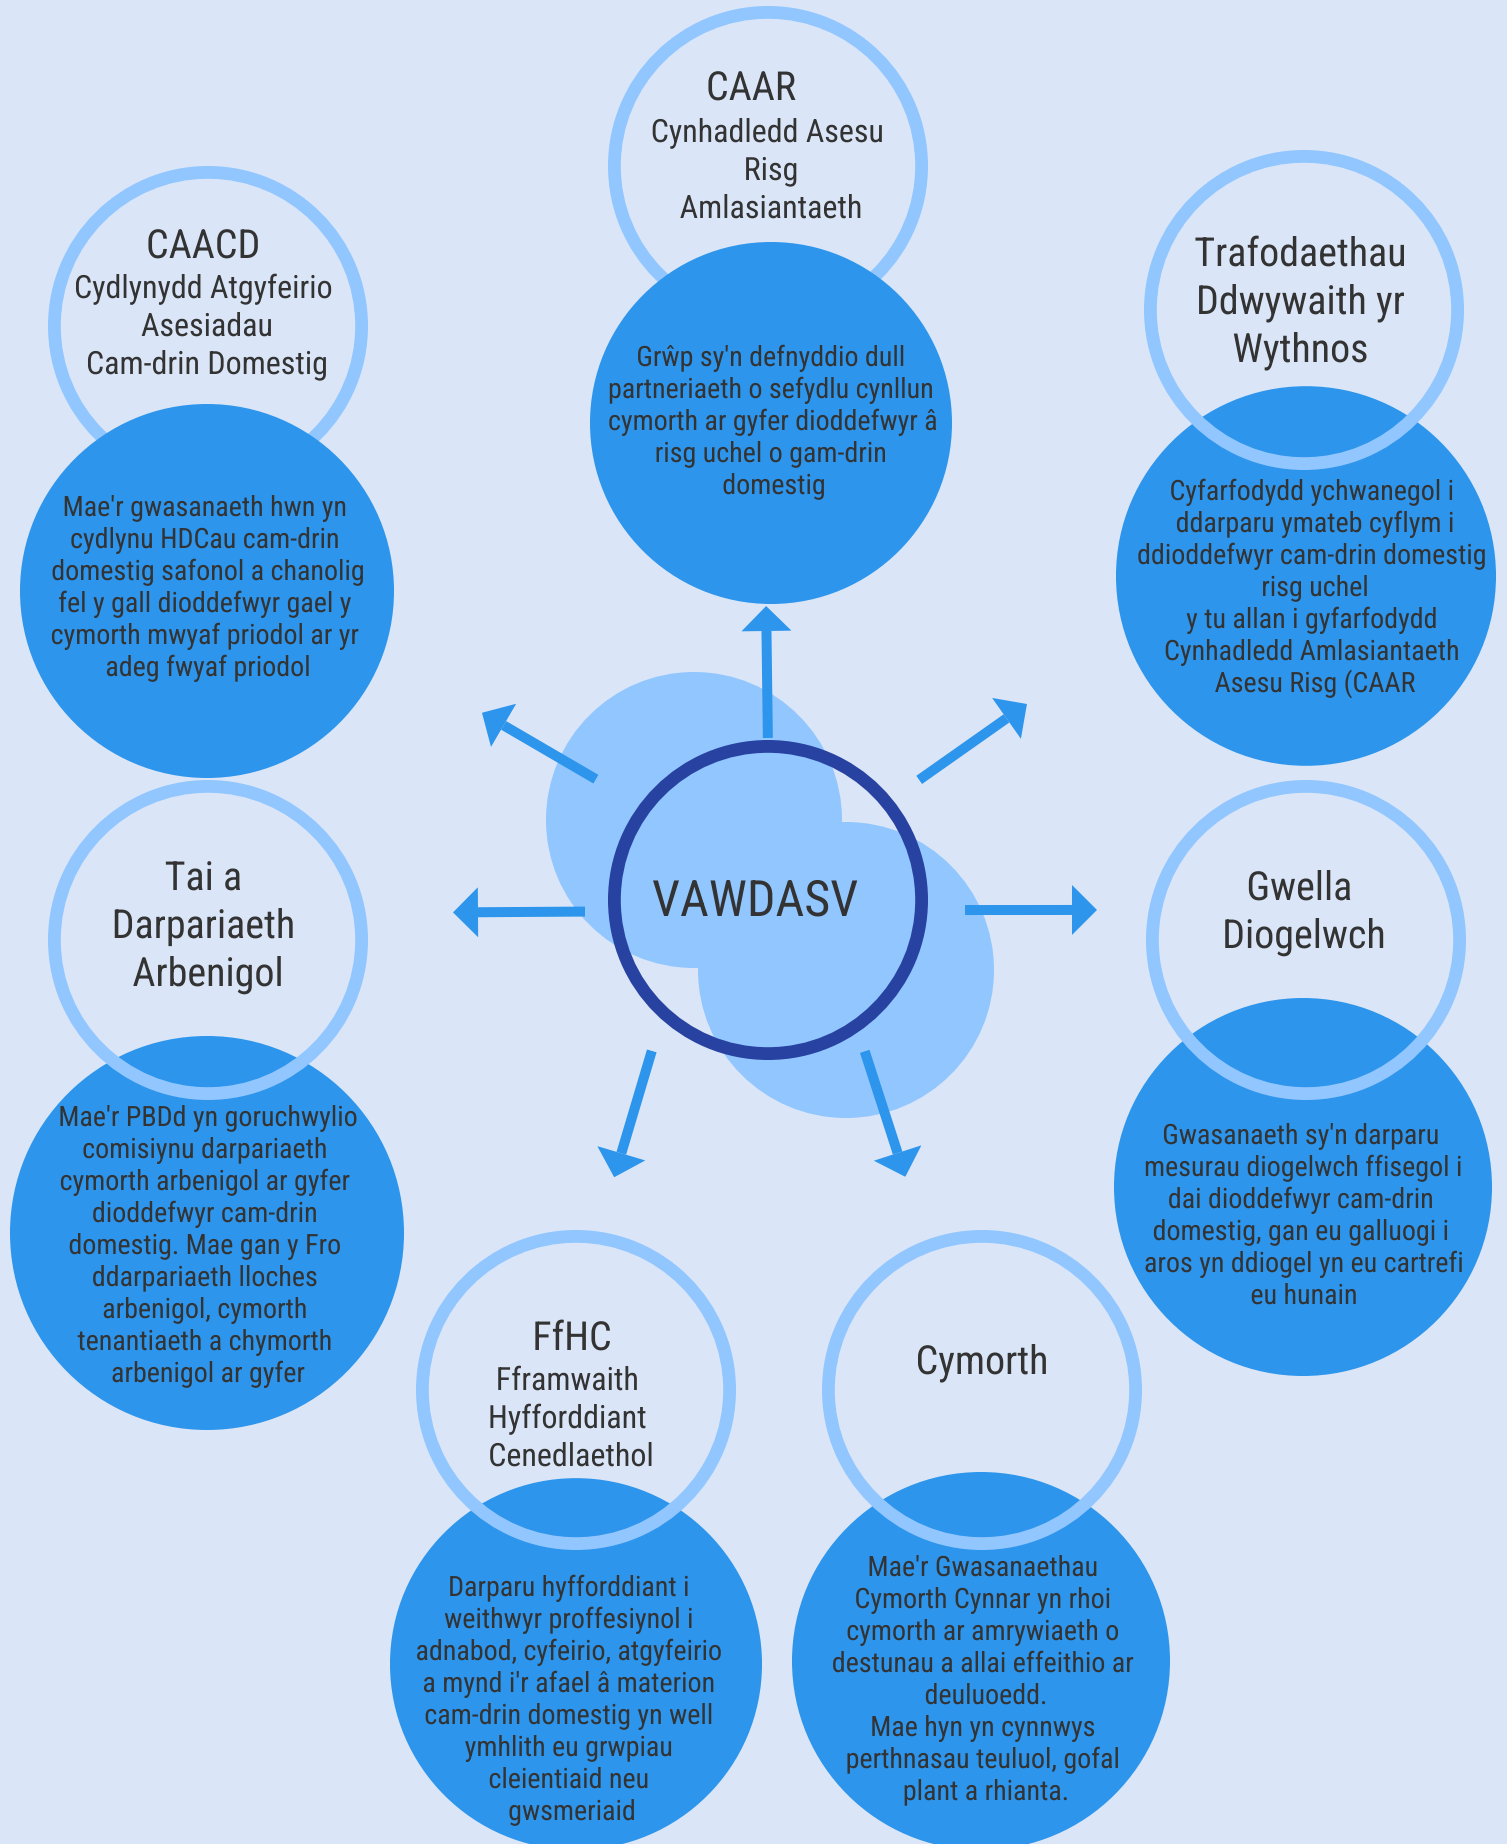 CAAR
Cynhadledd Asesu
Risg
Amlasiantaeth
Grŵp sy'n defnyddio dull
partneriaeth o sefydlu cynllun
cymorth ar gyfer dioddefwyr â
risg uchel o gam-drin
domestig
CAACD
Cydlynydd Atgyfeirio
Asesiadau
Cam-drin Domestig
Mae'r gwasanaeth hwn yn
cydlynu HDCau cam-drin
domestig safonol a chanolig
fel y gall dioddefwyr gael y
cymorth mwyaf priodol ar yr
adeg fwyaf priodol
Trafodaethau
Ddwywaith yr
Wythnos
Cyfarfodydd ychwanegol i
ddarparu ymateb cyflym i
ddioddefwyr cam-drin domestig
risg uchel
y tu allan i gyfarfodydd
Cynhadledd Amlasiantaeth
Asesu Risg (CAAR
VAWDASV
Tai a
Darpariaeth
Arbenigol
Mae'r PBDd yn goruchwylio
comisiynu darpariaeth
cymorth arbenigol ar gyfer
dioddefwyr cam-drin
domestig. Mae gan y Fro
ddarpariaeth lloches
arbenigol, cymorth
tenantiaeth a chymorth
arbenigol ar gyfer
Gwella
Diogelwch
Gwasanaeth sy'n darparu
mesurau diogelwch ffisegol i
dai dioddefwyr cam-drin
domestig, gan eu galluogi i
aros yn ddiogel yn eu cartrefi
eu hunain
FfHC
Fframwaith
Hyfforddiant
Cenedlaethol
Darparu hyfforddiant i
weithwyr proffesiynol i
adnabod, cyfeirio, atgyfeirio
a mynd i'r afael â materion
cam-drin domestig yn well
ymhlith eu grwpiau
cleientiaid neu
gwsmeriaid
Cymorth
Mae'r Gwasanaethau
Cymorth Cynnar yn rhoi
cymorth ar amrywiaeth o
destunau a allai effeithio ar
deuluoedd.
Mae hyn yn cynnwys
perthnasau teuluol, gofal
plant a rhianta.